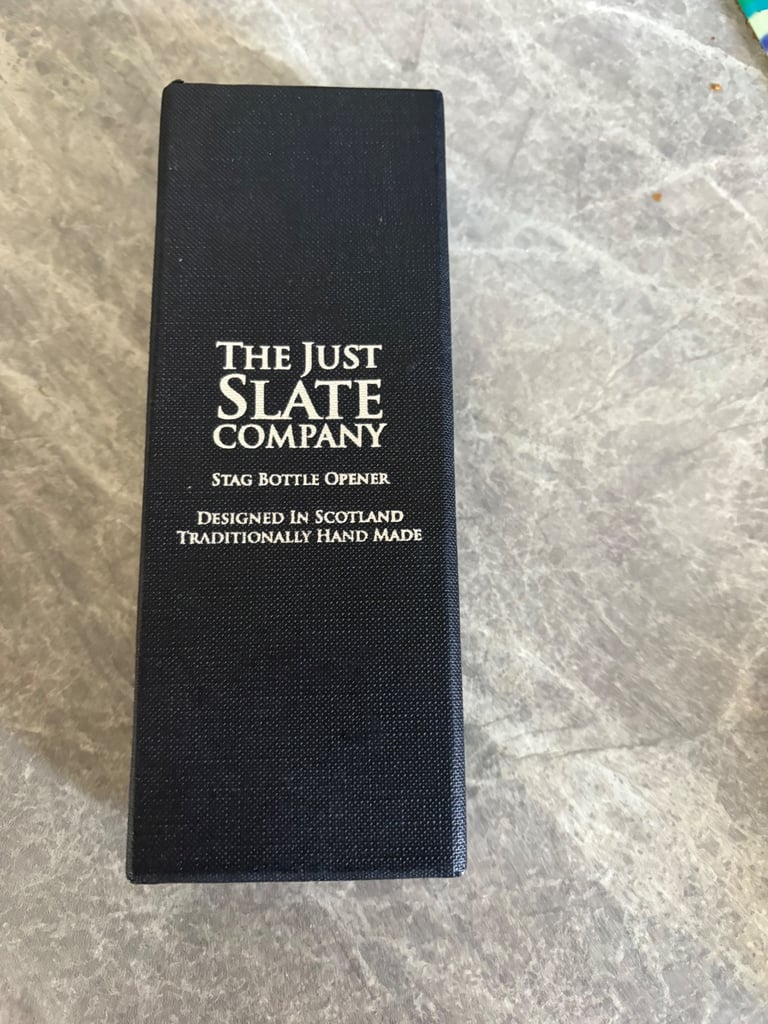 The Just
Slate
Company
Stag Bottle Opener
Designed In Scotland
Traditionally Hand Made